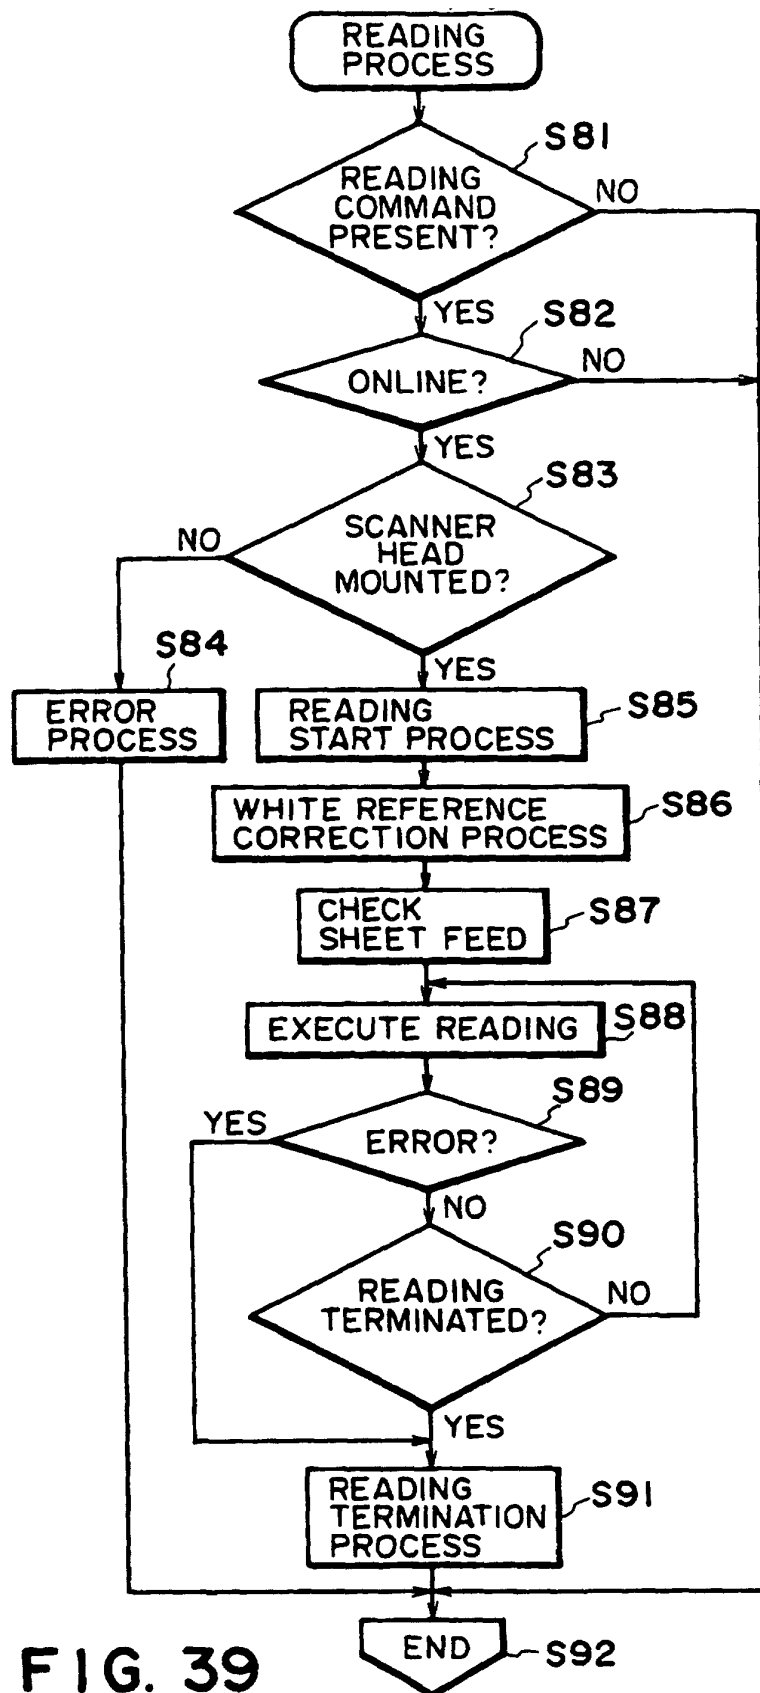 READING
PROCESS
S81
READING
COMMAND
PRESENT?
NO
YES
S82
ONLINE?
NO
YES
S83
SCANNER
HEAD
MOUNTED?
NO
YES
S84
ERROR
PROCESS
READING
START PROCESS
S85
WHITE REFERENCE
CORRECTION PROCESS
S86
CHECK
SHEET FEED
S87
EXECUTE READING
S88
S89
YES
ERROR?
NO
S90
READING
TERMINATED?
NO
YES
READING
TERMINATION
PROCESS
S91
END
S92
FIG. 39